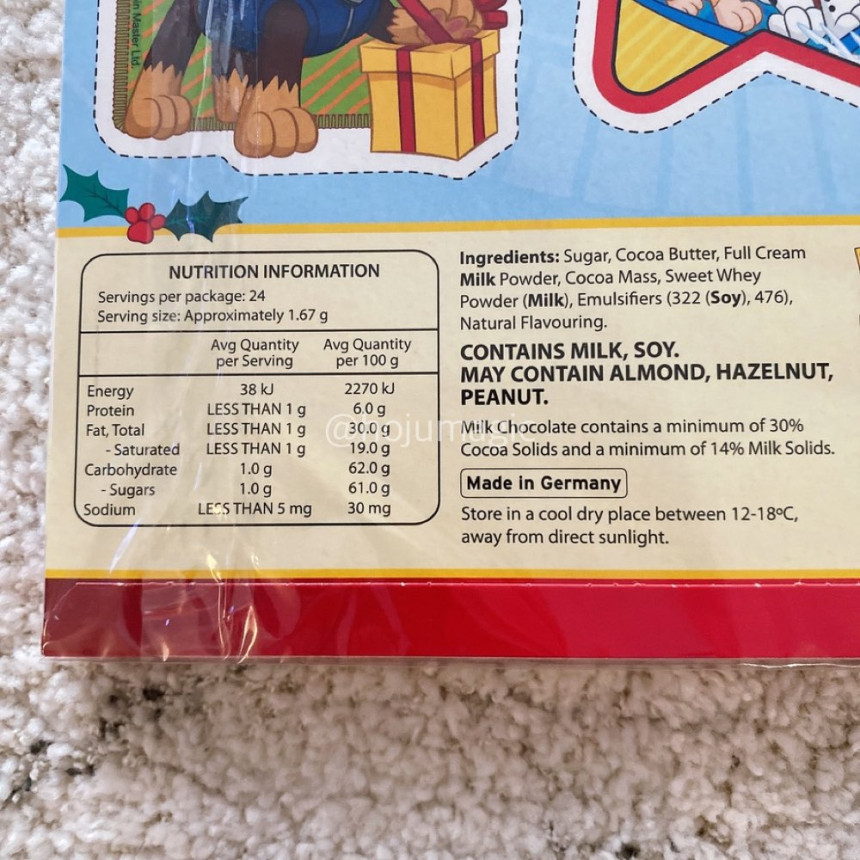 in Master Ltd.
NUTRITION INFORMATION
Servings per package: 24
Serving size: Approximately 1.67 g
Avg Quantity per Serving Avg Quantity per 100 g
Energy 38 kJ 2270 kJ
Protein LESS THAN 1 g 6.0 g
Fat, Total LESS THAN 1 g 30.0 g
- Saturated LESS THAN 1 g 19.0 g
Carbohydrate 1.0 g 62.0 g
- Sugars 1.0 g 61.0 g
Sodium LESS THAN 5 mg 30 mg
Ingredients: Sugar, Cocoa Butter, Full Cream
Milk Powder, Cocoa Mass, Sweet Whey
Powder (Milk), Emulsifiers (322 (Soy), 476),
Natural Flavouring.
CONTAINS MILK, SOY.
MAY CONTAIN ALMOND, HAZELNUT,
PEANUT.
Milk Chocolate contains a minimum of 30%
Cocoa Solids and a minimum of 14% Milk Solids.
Made in Germany
Store in a cool dry place between 12-18ºC,
away from direct sunlight.